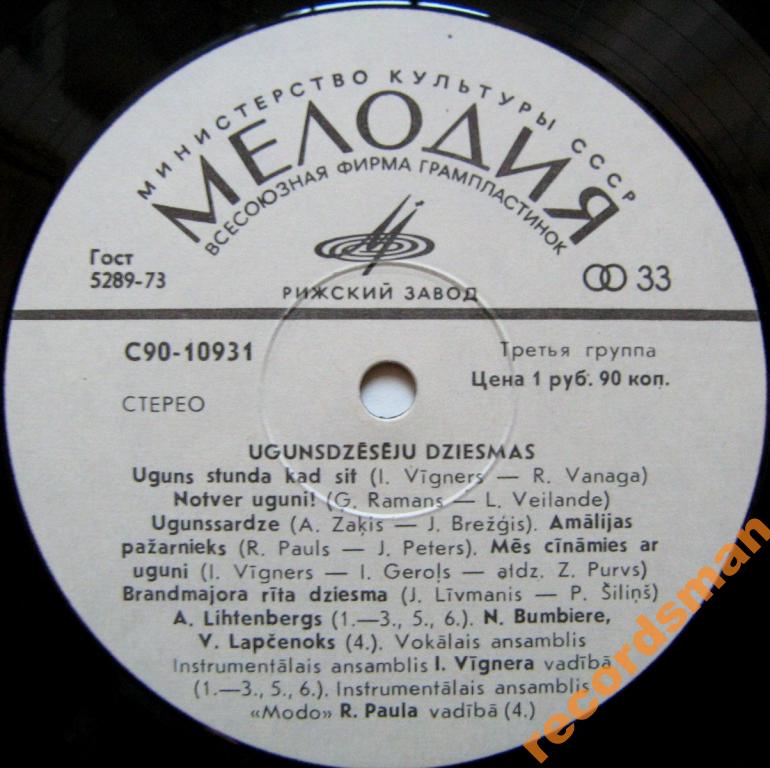 МИНИСТЕРСТВО КУЛЬТУРЫ СССР
МЕЛОДИЯ
ВСЕСОЮЗНАЯ ФИРМА ГРАМПЛАСТИНОК
Гост
5289-73
33
РИЖСКИЙ ЗАВОД
С90-10931
Третья группа
Цена 1 руб. 90 коп.
СТЕРЕО
UGUNSDZĒSĒJU DZIESMAS
Uguns stunda kad sit (I. Vīgners — R. Vanaga)
Notver uguni! (Ģ. Ramans — L. Veilande)
Ugunssardze (A. Zaķis — J. Brežģis). Amālijas
pažarnieks (R. Pauls — J. Peters). Mēs cīnāmies ar
uguni (I. Vīgners — I. Geroļs — atdz. Z. Purvs)
Brandmajora rīta dziesma (J. Līvmanis — P. Šiliņš)
A. Lihtenbergs (1.—3., 5., 6.). N. Bumbiere,
V. Lapčenoks (4.). Vokālais ansamblis
Instrumentālais ansamblis I. Vīgnera vadībā
(1.—3., 5., 6.). Instrumentālais ansamblis
«Modo» R. Paula vadībā (4.)
recordsman